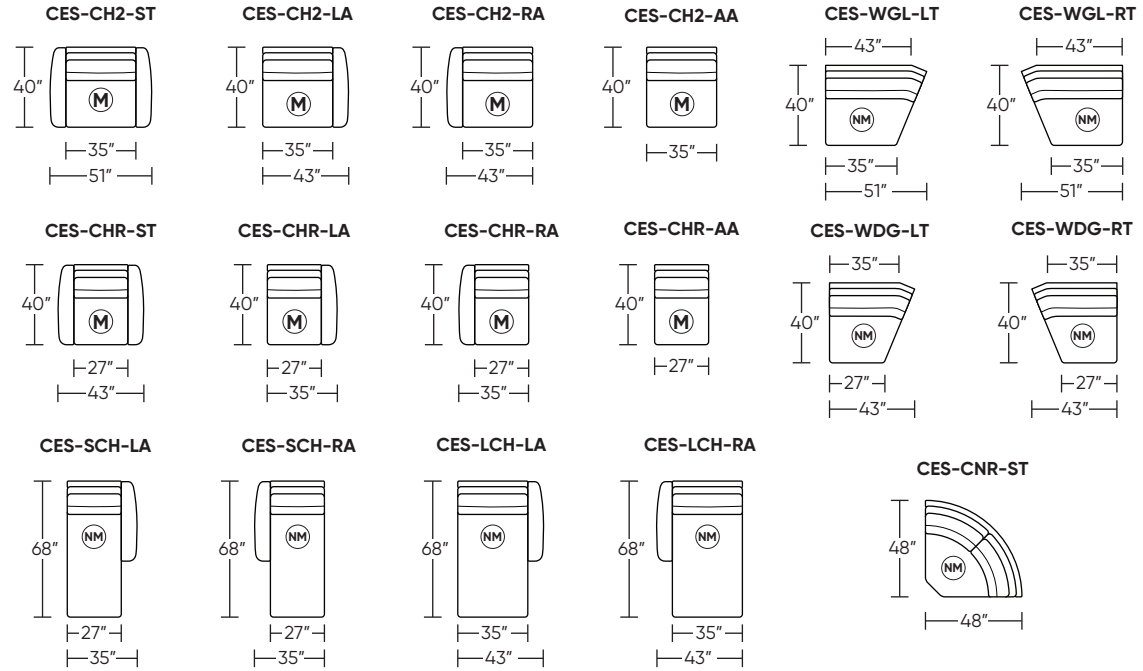 CES-CH2-ST CES-CH2-LA CES-CH2-RA CES-CH2-AA CES-WGL-LT CES-WGL-RT
43″ 43″
40″ 40″ 40″ 40″ 40″ 40″
M M M NM NM
35″ 35″ 35″ 35″ 35″ 35″
51″ 43″ 43″ 51″ 51″
CES-CHR-ST CES-CHR-LA CES-CHR-RA CES-CHR-AA CES-WDG-LT CES-WDG-RT
35″ 35″
40″ 40″ 40″ 40″ 40″ 40″
M M M M NM NM
27″ 27″ 27″ 27″ 27″ 27″
43″ 35″ 35″ 43″ 43″
CES-SCH-LA CES-SCH-RA CES-LCH-LA CES-LCH-RA CES-CNR-ST
68″ 68″ 68″ 68″ 48″
NM NM NM NM NM
27″ 27″ 35″ 35″ 48″
35″ 35″ 43″ 43″